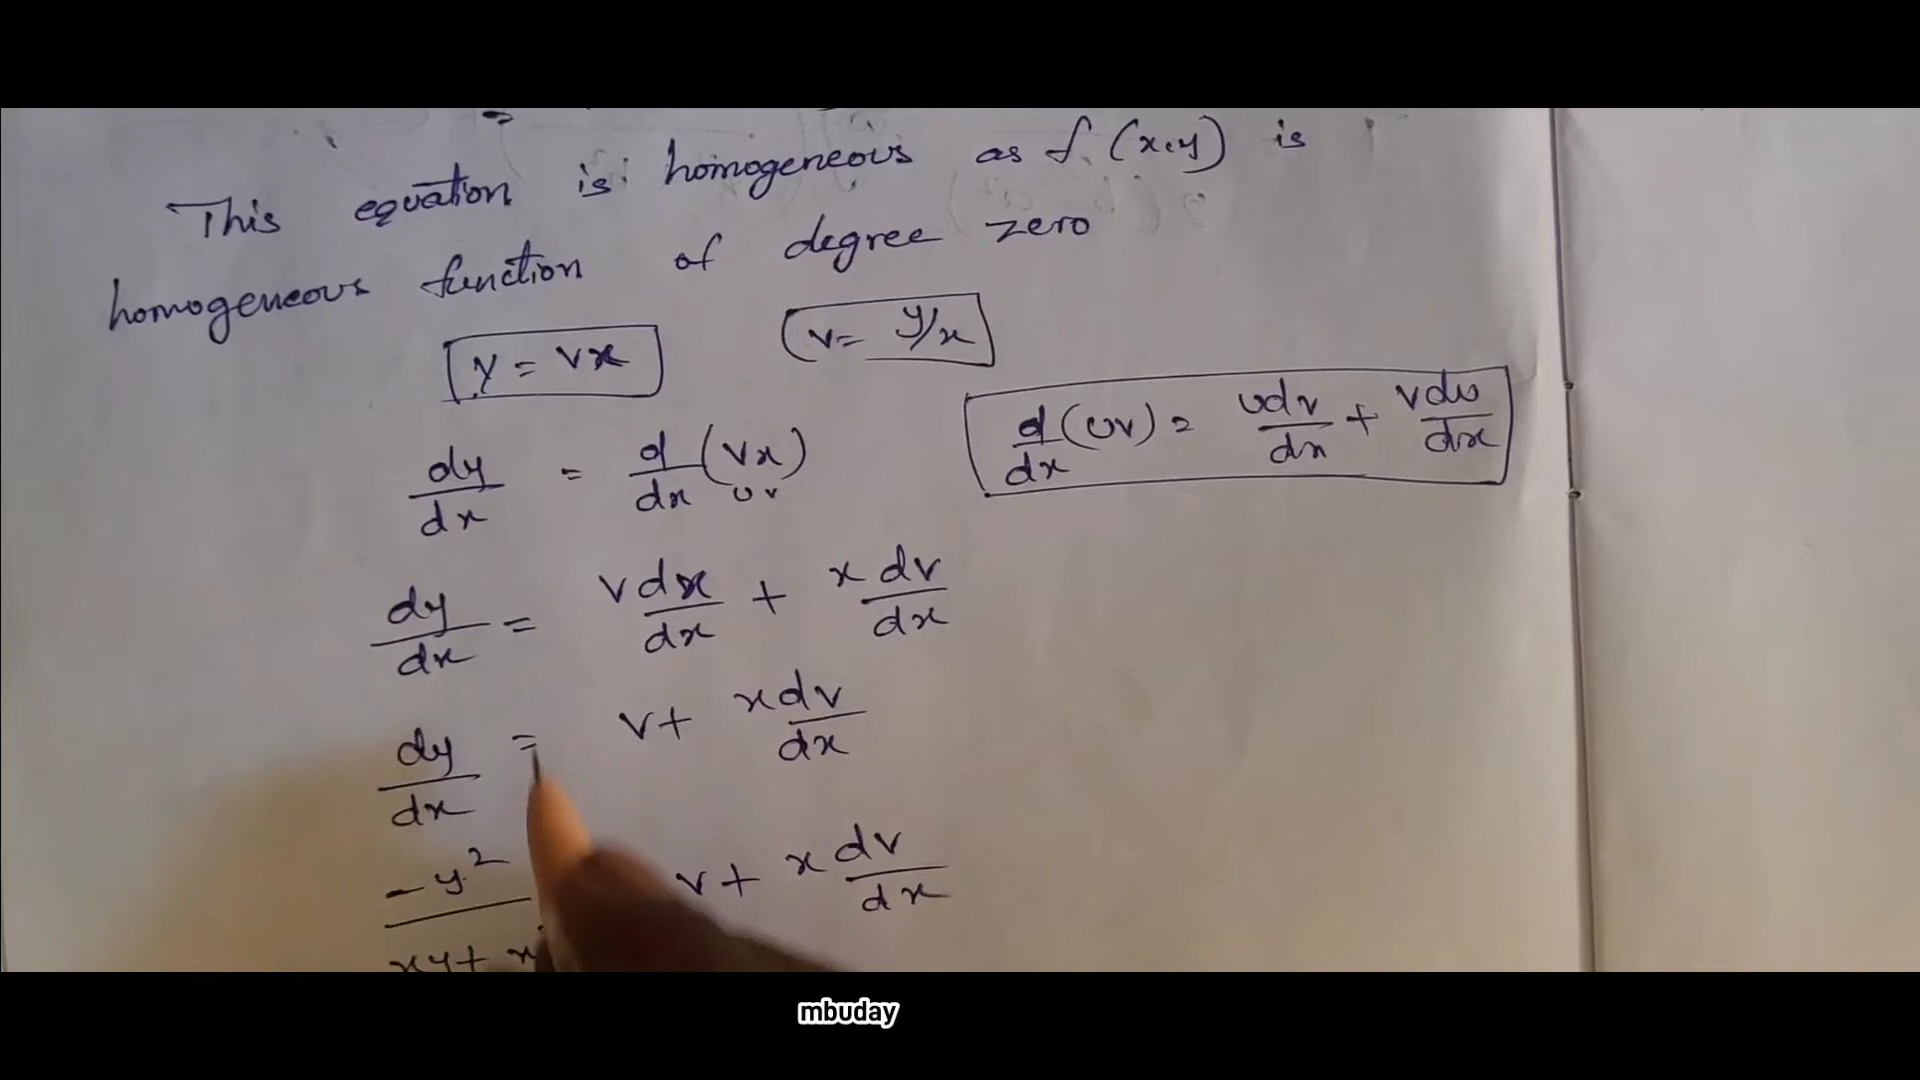 This equation is homogeneous as f (x,y) is
homogeneous function of degree zero
y = vx v = y/x
dy/dx = d/dx (vx) d/dx (uv) = udv/dx + vdu/dx
u v
dy/dx = vdx/dx + xdv/dx
dy/dx = v+ xdv/dx
-y²/xy+x v+ xdv/dx
mbuday